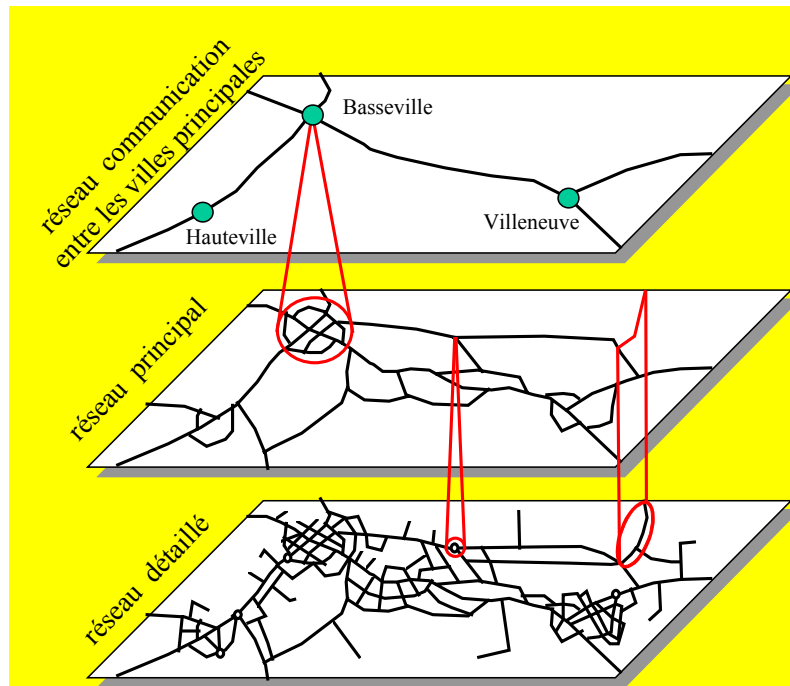 réseau communication
entre les villes principales
Basseville
Hauteville
Villeneuve
réseau principal
réseau détaillé